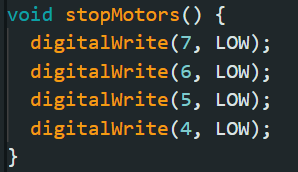 void stopMotors() {
  digitalWrite(7, LOW);
  digitalWrite(6, LOW);
  digitalWrite(5, LOW);
  digitalWrite(4, LOW);
}